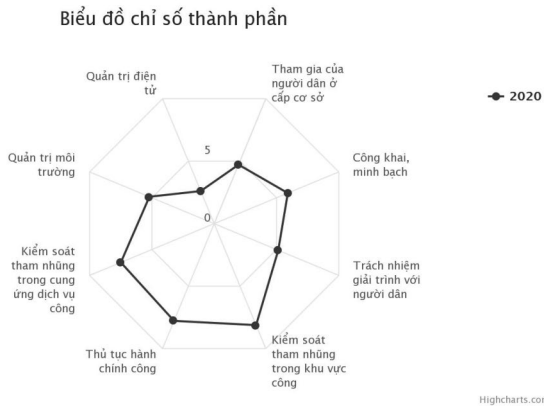 Biểu đồ chỉ số thành phần
Tham gia của
người dân ở
cấp cơ sở
Công khai,
minh bạch
Trách nhiệm
giải trình với
người dân
Kiểm soát
tham nhũng
trong khu vực
công
Thủ tục hành
chính công
Kiểm soát
tham nhũng
trong cung
ứng dịch vụ
công
Quản trị môi
trường
Quản trị điện
tử
5
0
2020
Highcharts.com